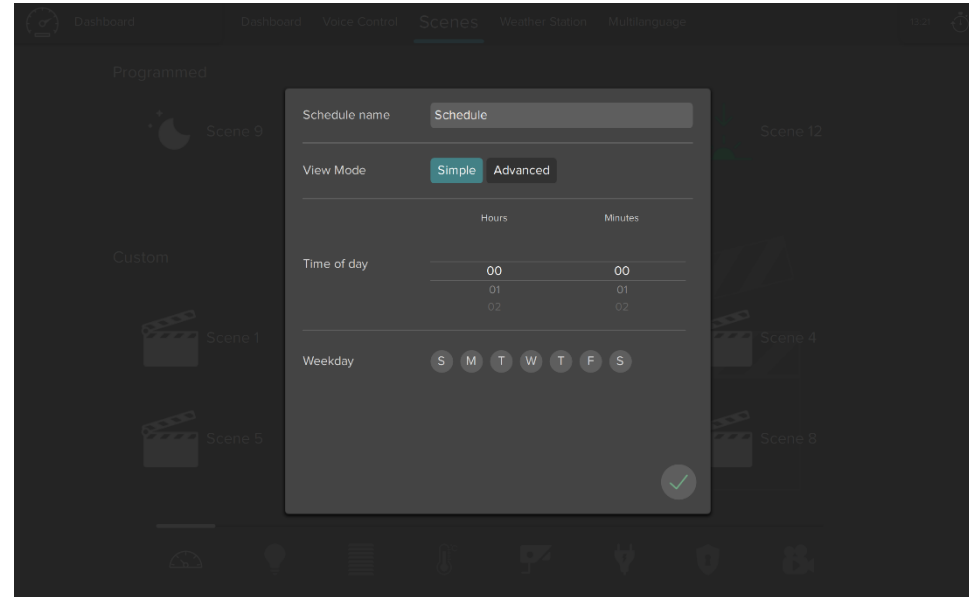 Dashboard Dashboard Voice Control Scenes Weather Station Multilanguage 13:21
Programmed
Scene 9 Scene 12
Schedule name Schedule
View Mode Simple Advanced
Hours Minutes
Custom
Time of day 00 00
01 01
02 02
Scene 1 Scene 4
Weekday S M T W T F S
Scene 5 Scene 8